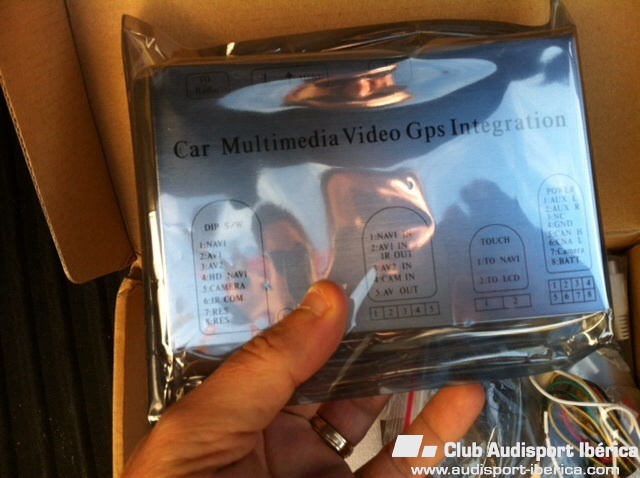 TO
Radio
Car Multimedia Video Gps Integration
DIP S/W
1:NAVI
2:AV1
3:AV2
4:HD NAVI
5:CAMERA
6:IR COM
7:RES
8:RES
1:NAVI IN
2:AV1 IN
IR OUT
3:AV2 IN
4:CAM IN
5:AV OUT
1 2 3 4 5
TOUCH
1:TO NAVI
2:TO LCD
1 2
POWER
1:AUX L
2:AUX R
3:NC
4:GND
5:CAN H
6:CNA L
7:Camera
8:BATT
1 2 3 4
5 6 7 8
Club Audisport Ibérica
www.audisport-iberica.com